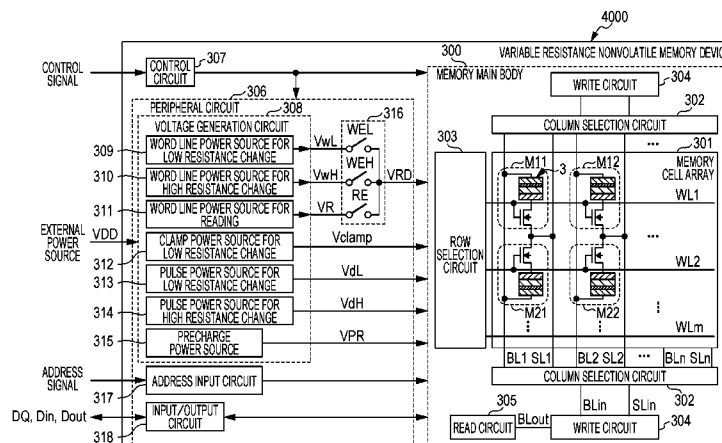 4000
VARIABLE RESISTANCE NONVOLATILE MEMORY DEVI
CONTROL SIGNAL
CONTROL CIRCUIT
307
300
MEMORY MAIN BODY
WRITE CIRCUIT
304
306
PERIPHERAL CIRCUIT
308
VOLTAGE GENERATION CIRCUIT
316
302
COLUMN SELECTION CIRCUIT
309
WORD LINE POWER SOURCE FOR LOW RESISTANCE CHANGE
VwL
WEL
310
WORD LINE POWER SOURCE FOR HIGH RESISTANCE CHANGE
VwH
WEH
VRD
311
WORD LINE POWER SOURCE FOR READING
VR
RE
303
ROW SELECTION CIRCUIT
301
MEMORY CELL ARRAY
...
M11
3
M12
WL1
...
WL2
M21
M22
WLm
EXTERNAL POWER SOURCE
VDD
312
CLAMP POWER SOURCE FOR LOW RESISTANCE CHANGE
Vclamp
313
PULSE POWER SOURCE FOR LOW RESISTANCE CHANGE
VdL
314
PULSE POWER SOURCE FOR HIGH RESISTANCE CHANGE
VdH
315
PRECHARGE POWER SOURCE
VPR
BL1 SL1 BL2 SL2 ... BLn SLn
COLUMN SELECTION CIRCUIT
302
ADDRESS SIGNAL
ADDRESS INPUT CIRCUIT
317
DQ, Din, Dout
INPUT/OUTPUT CIRCUIT
318
305
READ CIRCUIT
BLout
BLin
SLin
WRITE CIRCUIT
304